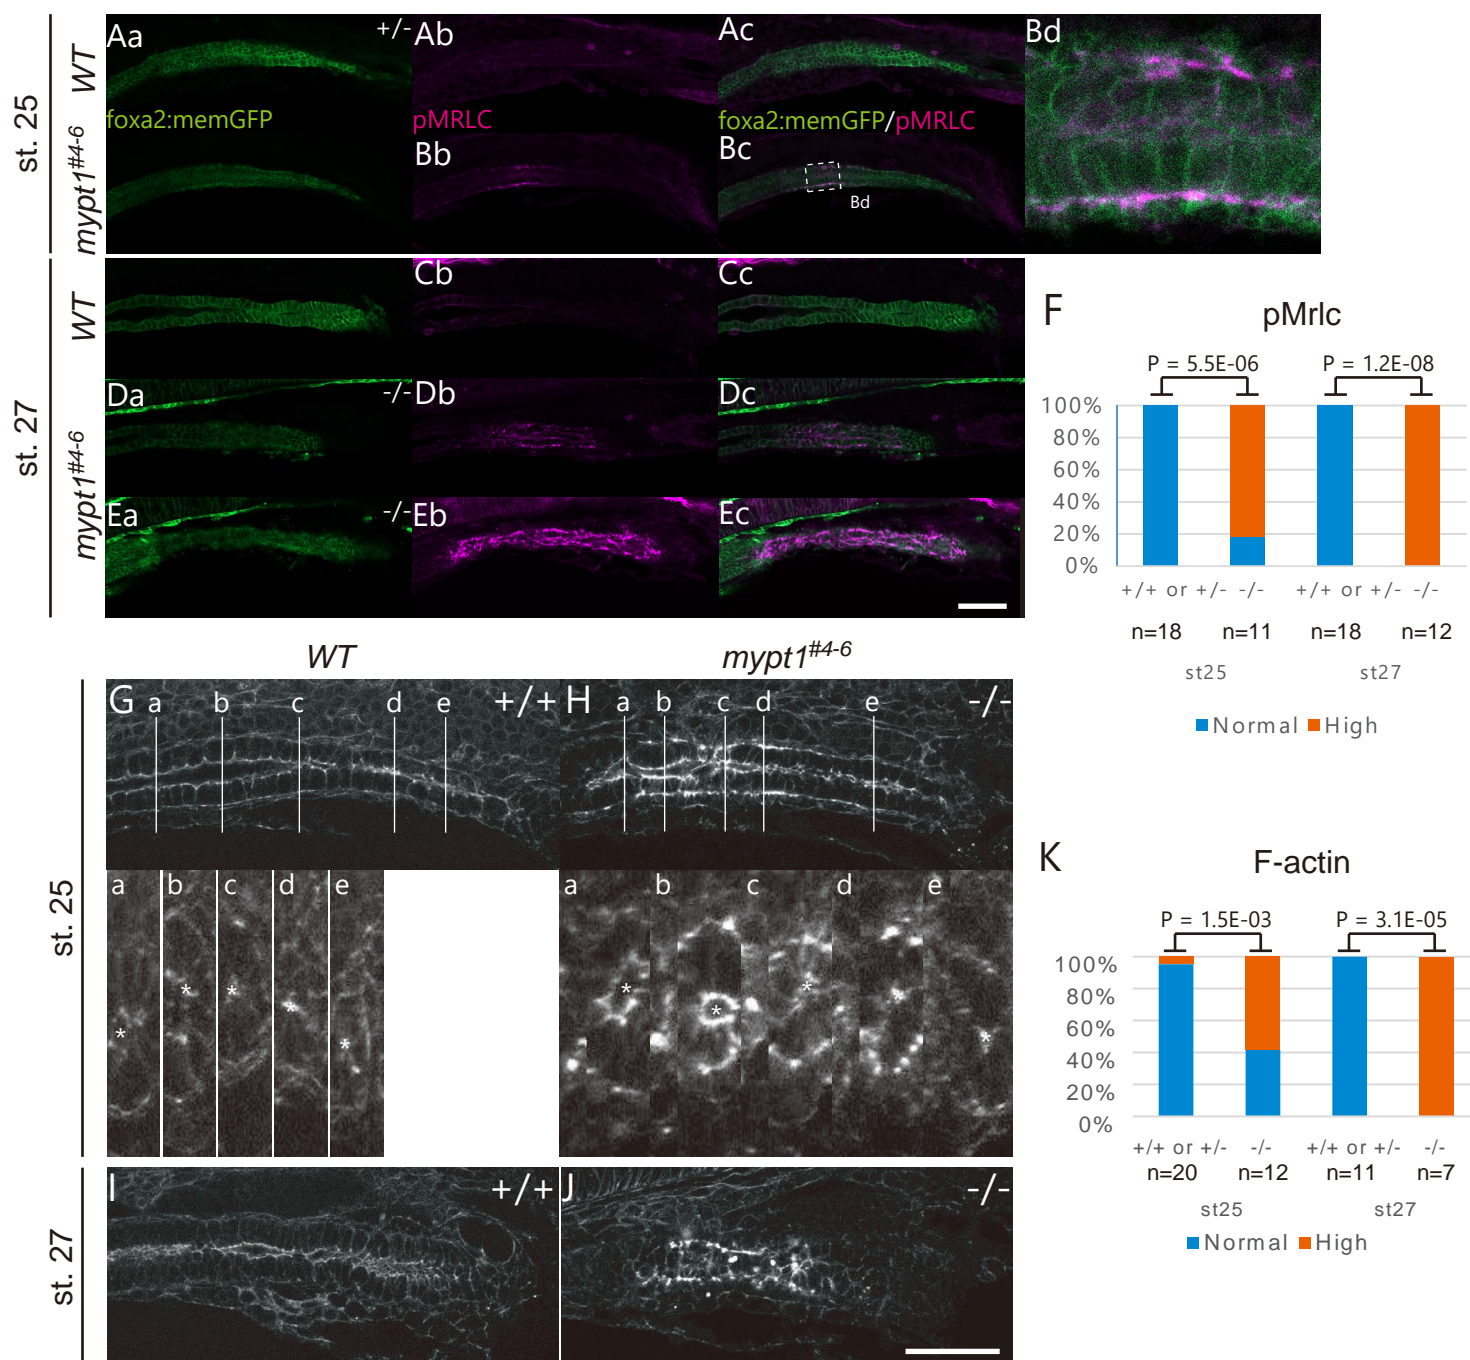 st. 25
WT
mypt1#4-6
Aa
+/-
Ab
Ac
Bd
foxa2:memGFP
pMRLC
foxa2:memGFP/pMRLC
Bb
Bc
Bd
st. 27
WT
mypt1#4-6
Cb
Cc
Da
-/-
Db
Dc
Ea
-/-
Eb
Ec
F
pMrlc
P = 5.5E-06
P = 1.2E-08
100%
80%
60%
40%
20%
0%
+/+ or +/- -/- +/+ or +/- -/-
n=18 n=11 n=18 n=12
st25 st27
Normal High
WT
mypt1#4-6
st. 25
G a b c d e +/+
H a b c d e -/-
a b c d e
* * * * *
a b c d e
* * * * *
st. 27
I +/+
J -/-
K
F-actin
P = 1.5E-03
P = 3.1E-05
100%
80%
60%
40%
20%
0%
+/+ or +/- -/- +/+ or +/- -/-
n=20 n=12 n=11 n=7
st25 st27
Normal High